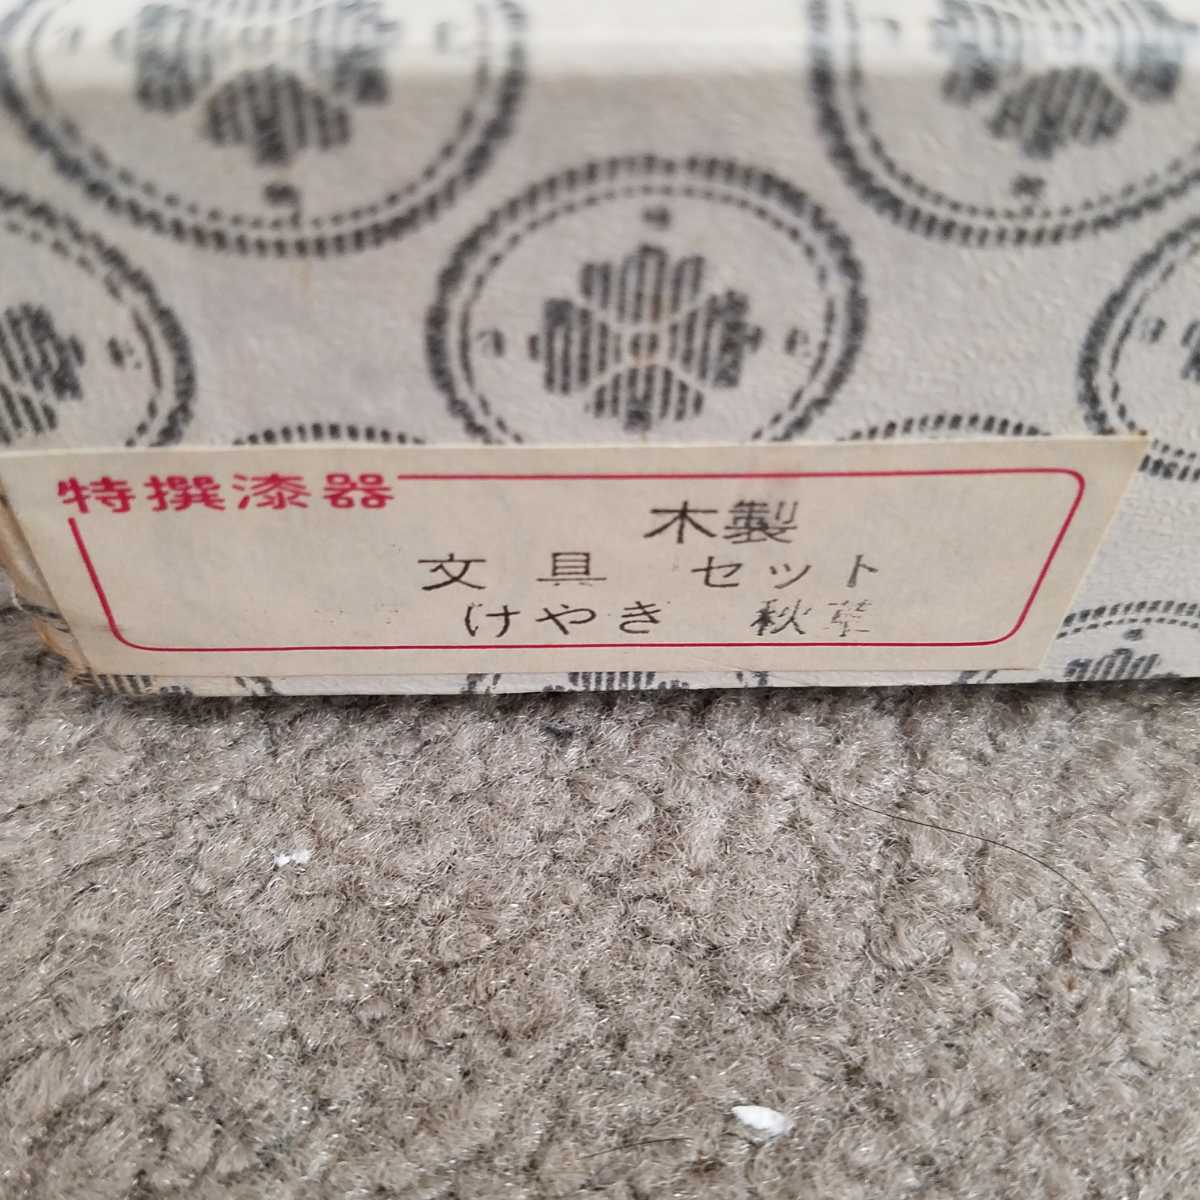 特撰漆器
木製
文具 セット
けやき 秋草